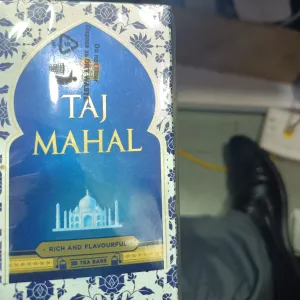 TAJ
MAHAL
RICH AND FLAVOURFUL
TEA BAGS